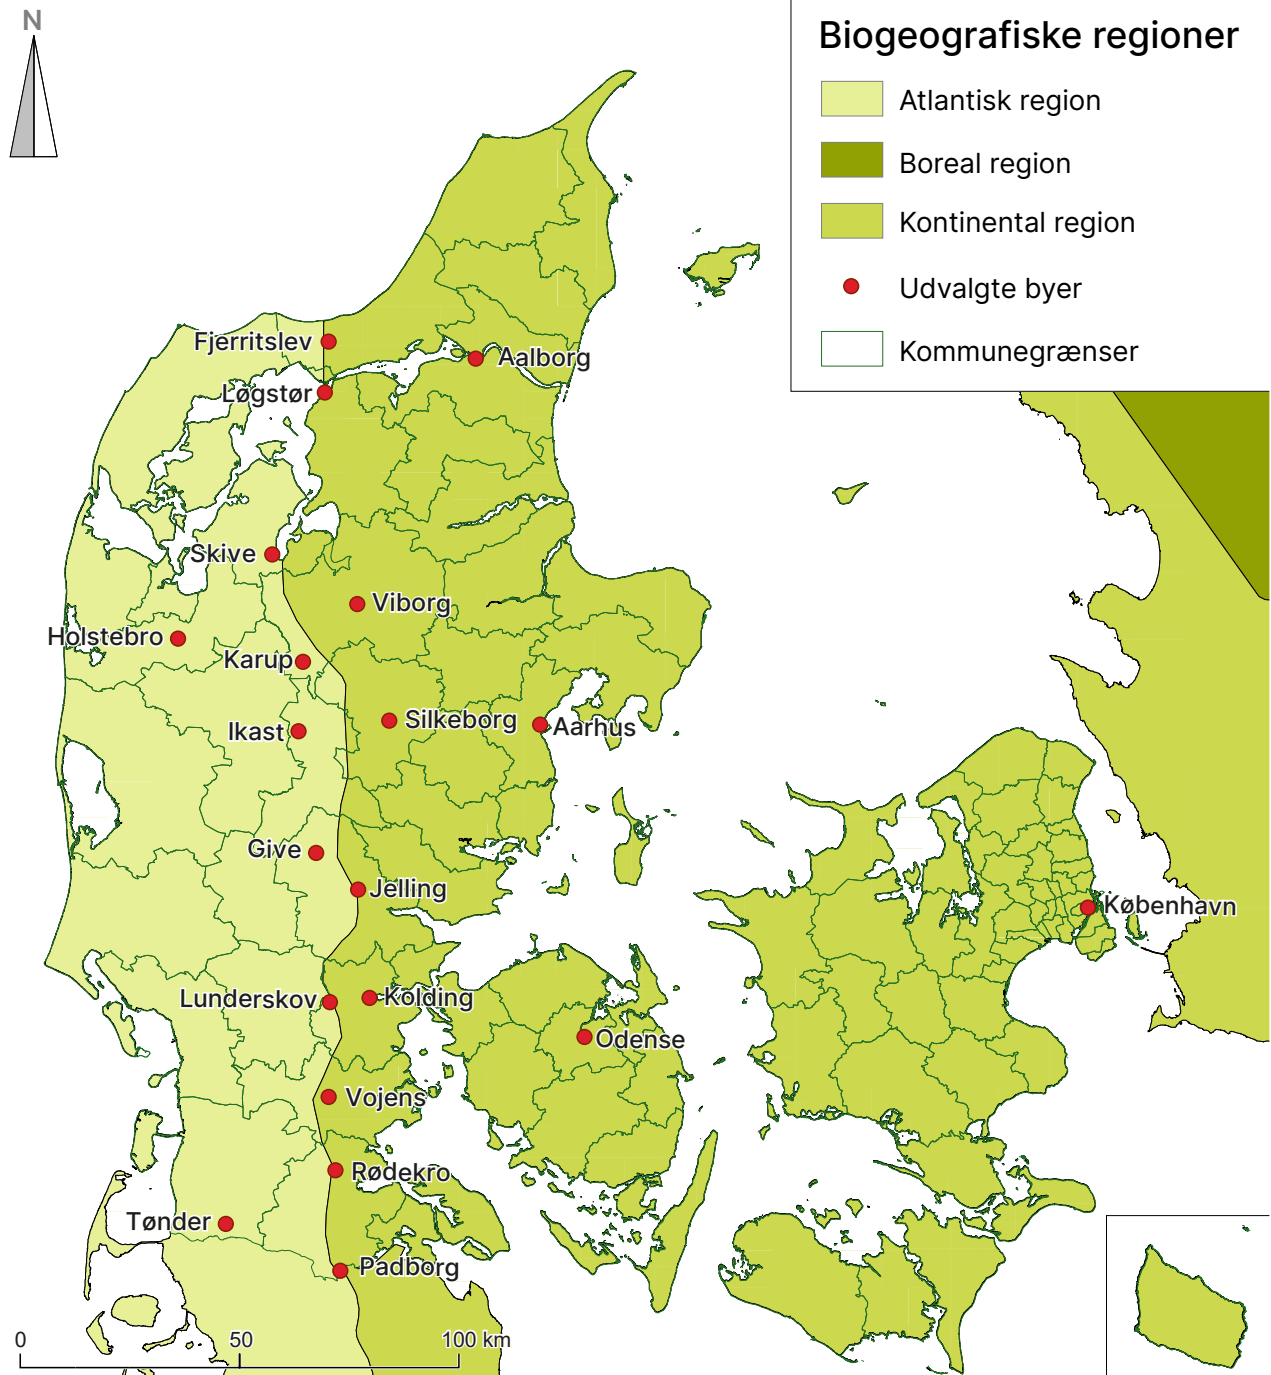 N
Biogeografiske regioner
Atlantisk region
Boreal region
Kontinental region
Udvalgte byer
Kommunegrænser
Fjerritslev
Aalborg
Løgstør
Skive
Viborg
Holstebro
Karup
Silkeborg
Aarhus
Ikast
Give
Jelling
København
Lunderskov
Kolding
Odense
Vojens
Rødekro
Tønder
Padborg
0 50 100 km